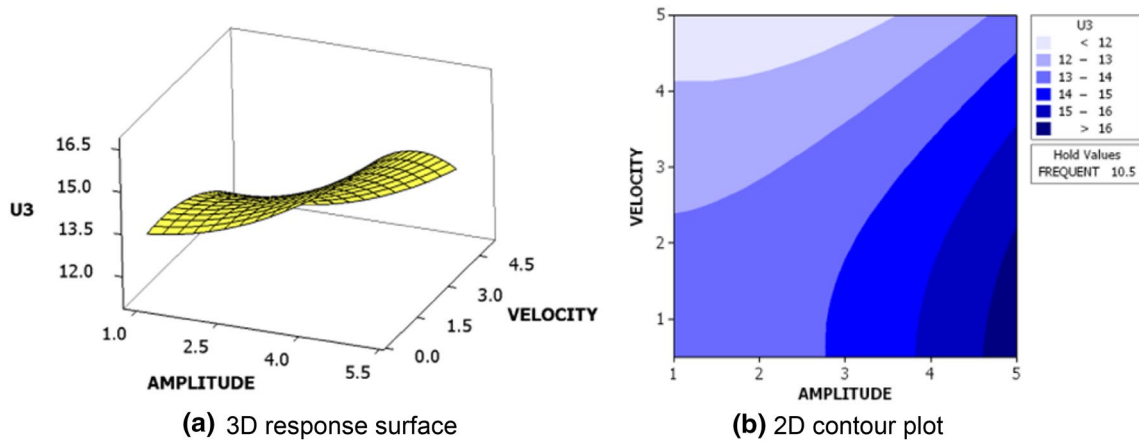 16.5
15.0
U3
13.5
12.0
1.0
2.5
4.0
5.5
AMPLITUDE
0.0
1.5
3.0
4.5
VELOCITY
(a) 3D response surface
5
4
3
2
1
VELOCITY
1 2 3 4 5
AMPLITUDE
U3
< 12
12 – 13
13 – 14
14 – 15
15 – 16
> 16
Hold Values
FREQUENT 10.5
(b) 2D contour plot